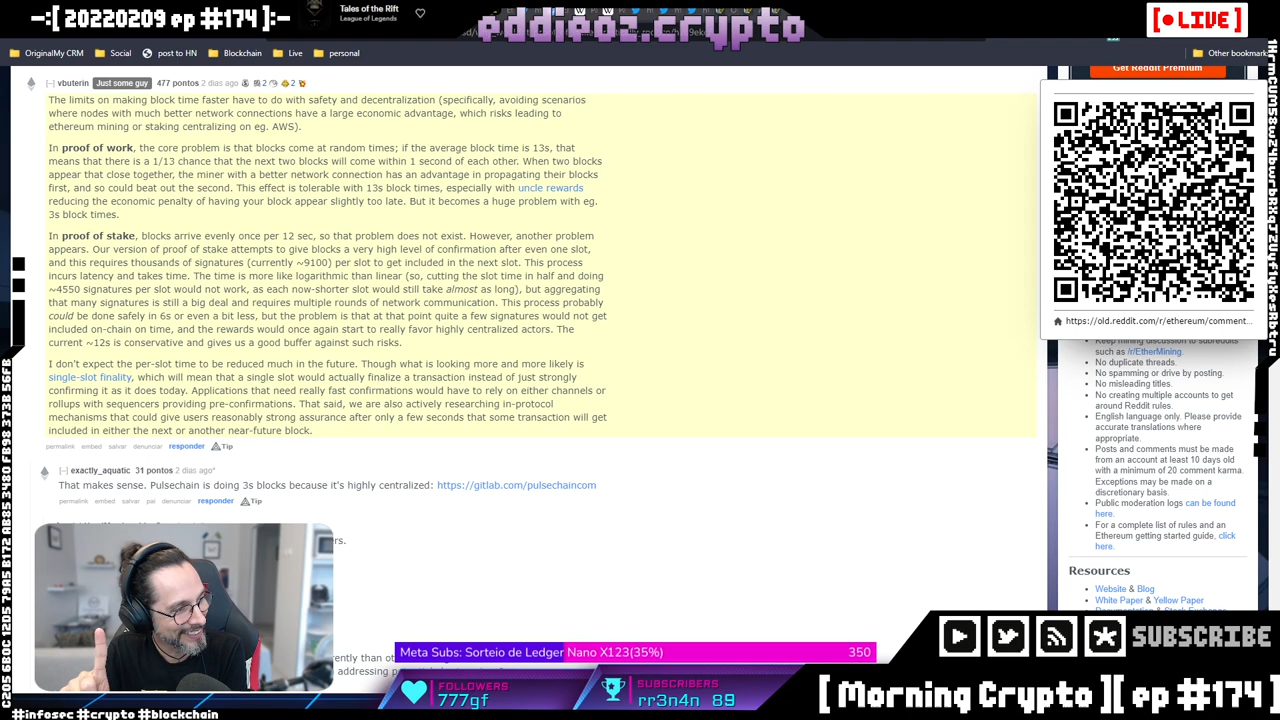 -[ 20220209 ep #174 ]:-
Tales of the Rift
League of Legends
eddieoz.crypto
[• LIVE]
OriginalMy CRM
Social
post to HN
Blockchain
Live
personal
Other bookmark
Get Reddit Premium
[–] vbuterin Just some guy 477 pontos 2 dias ago 2 2
The limits on making block time faster have to do with safety and decentralization (specifically, avoiding scenarios
where nodes with much better network connections have a large economic advantage, which risks leading to
ethereum mining or staking centralizing on eg. AWS).
In proof of work, the core problem is that blocks come at random times; if the average block time is 13s, that
means that there is a 1/13 chance that the next two blocks will come within 1 second of each other. When two blocks
appear that close together, the miner with a better network connection has an advantage in propagating their blocks
first, and so could beat out the second. This effect is tolerable with 13s block times, especially with uncle rewards
reducing the economic penalty of having your block appear slightly too late. But it becomes a huge problem with eg.
3s block times.
In proof of stake, blocks arrive evenly once per 12 sec, so that problem does not exist. However, another problem
appears. Our version of proof of stake attempts to give blocks a very high level of confirmation after even one slot,
and this requires thousands of signatures (currently ~9100) per slot to get included in the next slot. This process
incurs latency and takes time. The time is more like logarithmic than linear (so, cutting the slot time in half and doing
~4550 signatures per slot would not work, as each now-shorter slot would still take almost as long), but aggregating
that many signatures is still a big deal and requires multiple rounds of network communication. This process probably
could be done safely in 6s or even a bit less, but the problem is that at that point quite a few signatures would not get
included on-chain on time, and the rewards would once again start to really favor highly centralized actors. The
current ~12s is conservative and gives us a good buffer against such risks.
I don't expect the per-slot time to be reduced much in the future. Though what is looking more and more likely is
single-slot finality, which will mean that a single slot would actually finalize a transaction instead of just strongly
confirming it as it does today. Applications that need really fast confirmations would have to rely on either channels or
rollups with sequencers providing pre-confirmations. That said, we are also actively researching in-protocol
mechanisms that could give users reasonably strong assurance after only a few seconds that some transaction will get
included in either the next or another near-future block.
permalink embed salvar denunciar responder Tip
[–] exactly_aquatic 31 pontos 2 dias ago*
That makes sense. Pulsechain is doing 3s blocks because it's highly centralized: https://gitlab.com/pulsechaincom
permalink embed salvar pai denunciar responder Tip
rs.
rently than ot
addressing
https://old.reddit.com/r/ethereum/comment...
Keep mining discussion to subreddits
such as /r/EtherMining.
No duplicate threads.
No spamming or drive by posting.
No misleading titles.
No creating multiple accounts to get
around Reddit rules.
English language only. Please provide
accurate translations where
appropriate.
Posts and comments must be made
from an account at least 10 days old
with a minimum of 20 comment karma.
Exceptions may be made on a
discretionary basis.
Public moderation logs can be found
here.
For a complete list of rules and an
Ethereum getting started guide, click
here.
Resources
Website & Blog
White Paper & Yellow Paper
Meta Subs: Sorteio de Ledger Nano X123(35%) 350
FOLLOWERS
777gf
SUBSCRIBERS
rr3n4n 89
SUBSCRIBE
[ Morning Crypto ][ ep #174 ]
#infosec #crypto #blockchain